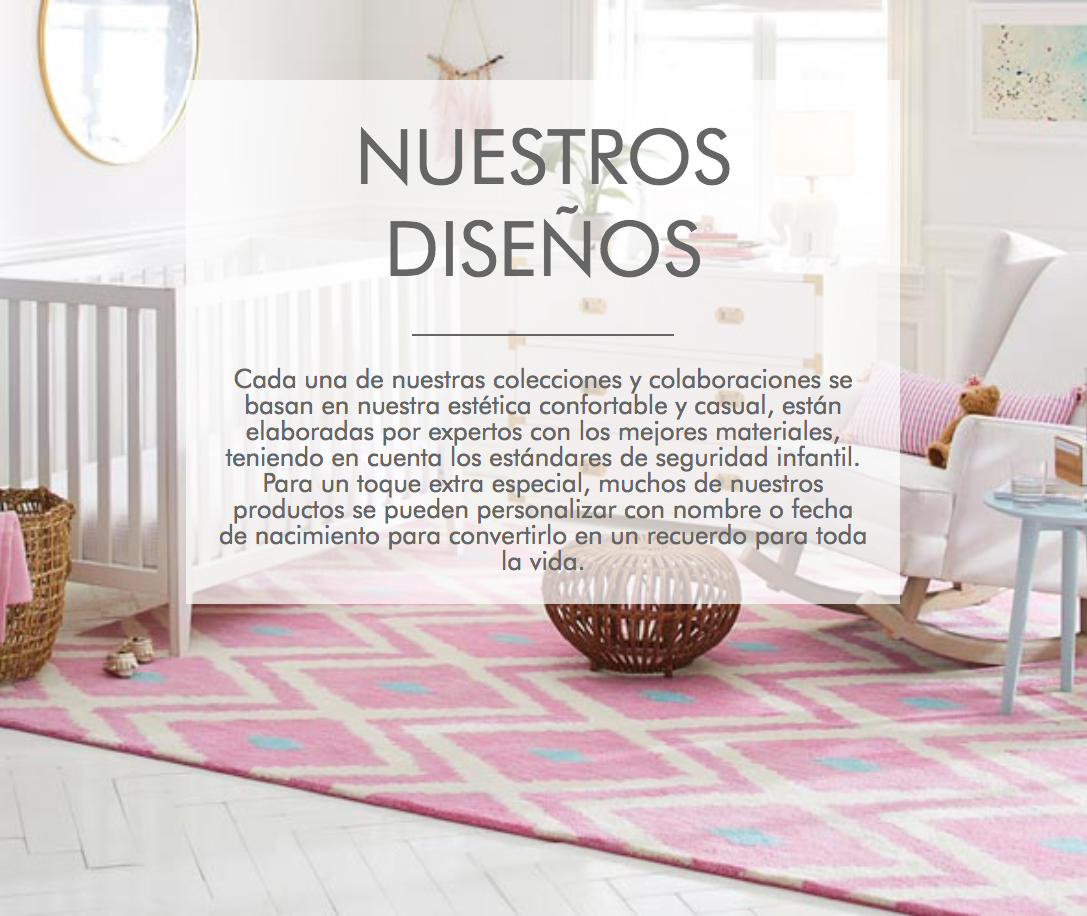 NUESTROS
DISEÑOS
Cada una de nuestras colecciones y colaboraciones se
basan en nuestra estética confortable y casual, están
elaboradas por expertos con los mejores materiales,
teniendo en cuenta los estándares de seguridad infantil.
Para un toque extra especial, muchos de nuestros
productos se pueden personalizar con nombre o fecha
de nacimiento para convertirlo en un recuerdo para toda
la vida.